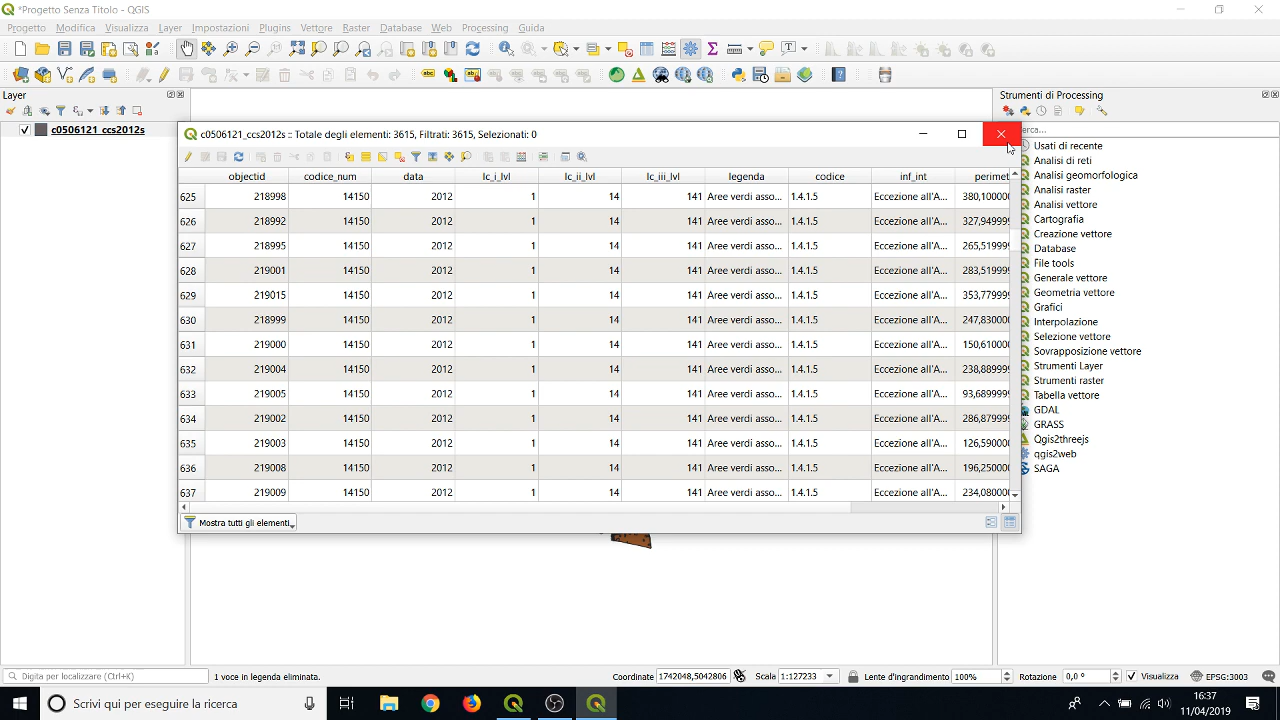 *Progetto Senza Titolo - QGIS
Progetto Modifica Visualizza Layer Impostazioni Plugins Vettore Raster Database Web Processing Guida
Layer
Strumenti di Processing
c0506121_ccs2012s
c0506121_ccs2012s :: Totale degli elementi: 3615, Filtrati: 3615, Selezionati: 0
objectid codice_num data lc_i_lvl lc_ii_lvl lc_iii_lvl legenda codice inf_int perimet
625 218998 14150 2012 1 14 141 Aree verdi asso... 1.4.1.5 Eccezione all'A... 380,100000
626 218992 14150 2012 1 14 141 Aree verdi asso... 1.4.1.5 Eccezione all'A... 327,949999
627 218995 14150 2012 1 14 141 Aree verdi asso... 1.4.1.5 Eccezione all'A... 265,519999
628 219001 14150 2012 1 14 141 Aree verdi asso... 1.4.1.5 Eccezione all'A... 283,519999
629 219015 14150 2012 1 14 141 Aree verdi asso... 1.4.1.5 Eccezione all'A... 353,779999
630 218999 14150 2012 1 14 141 Aree verdi asso... 1.4.1.5 Eccezione all'A... 247,830000
631 219000 14150 2012 1 14 141 Aree verdi asso... 1.4.1.5 Eccezione all'A... 150,610000
632 219004 14150 2012 1 14 141 Aree verdi asso... 1.4.1.5 Eccezione all'A... 238,889999
633 219005 14150 2012 1 14 141 Aree verdi asso... 1.4.1.5 Eccezione all'A... 93,6899999
634 219002 14150 2012 1 14 141 Aree verdi asso... 1.4.1.5 Eccezione all'A... 286,879999
635 219003 14150 2012 1 14 141 Aree verdi asso... 1.4.1.5 Eccezione all'A... 126,590000
636 219008 14150 2012 1 14 141 Aree verdi asso... 1.4.1.5 Eccezione all'A... 196,250000
637 219009 14150 2012 1 14 141 Aree verdi asso... 1.4.1.5 Eccezione all'A... 234,080000
Mostra tutti gli elementi
Usati di recente
Analisi di reti
Analisi geomorfologica
Analisi raster
Analisi vettore
Cartografia
Creazione vettore
Database
File tools
Generale vettore
Geometria vettore
Grafici
Interpolazione
Selezione vettore
Sovrapposizione vettore
Strumenti Layer
Strumenti raster
Tabella vettore
GDAL
GRASS
Qgis2threejs
qgis2web
SAGA
Digita per localizzare (Ctrl+K) 1 voce in legenda eliminata. Coordinate 1742048,5042806 Scala 1:127233 Lente d'ingrandimento 100% Rotazione 0,0 ° Visualizza EPSG:3003
Scrivi qui per eseguire la ricerca
16:37
11/04/2019